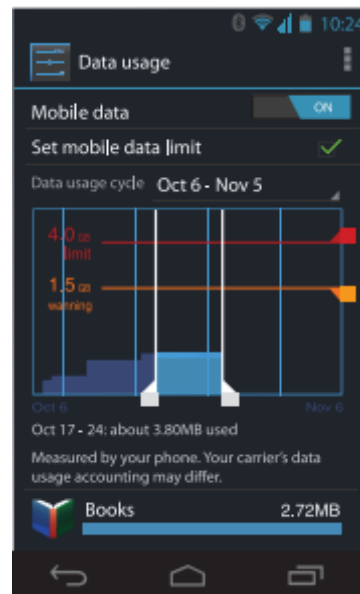 10:24
Data usage
Mobile data
ON
Set mobile data limit
Data usage cycle Oct 6 - Nov 5
4.0 GB
limit
1.5 GB
warning
Oct 6
Nov 6
Oct 17 - 24: about 3.80MB used
Measured by your phone. Your carrier's data
usage accounting may differ.
Books 2.72MB